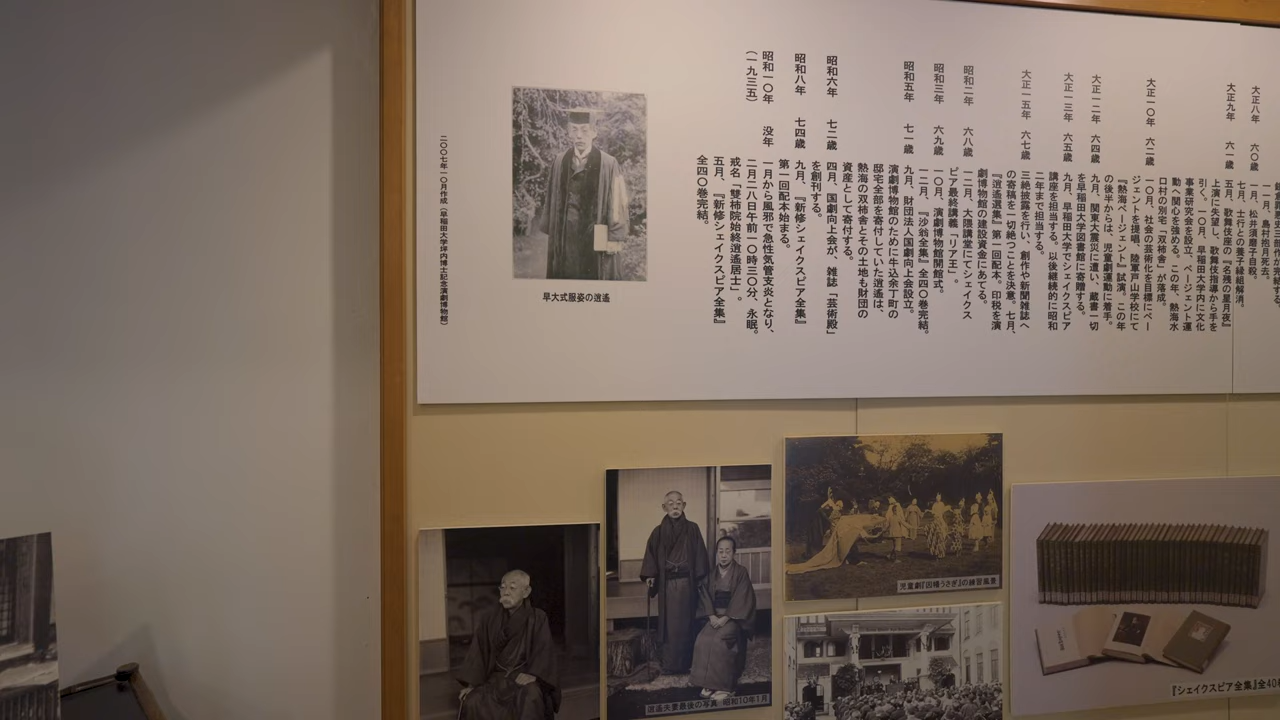 大正八年 六〇歳
一一月、島村抱月死去。
一月、松井須磨子自殺。
七月、士行との養子縁組解消。
大正九年 六一歳
五月、歌舞伎座の『名残の星月夜』
上演に失望し、歌舞伎指導から手を
引く。一〇月、早稲田大学内に文化
事業研究会を設立、ページェント運
動へ関心を強める。この年、熱海水
口村の別宅「双柿舎」が落成。
大正一〇年 六二歳
一〇月、社会の芸術化を目標にペー
ジェントを提唱、陸軍戸山学校にて
『熱海ページェント』試演。この年
の後半からは、児童劇運動に着手。
大正一二年 六四歳
九月、関東大震災に遭い、蔵書一切
を早稲田大学図書館に寄贈する。
大正一三年 六五歳
九月、早稲田大学でシェイクスピア
講座を担当する。以後継続的に昭和
二年まで担当する。
大正一五年 六七歳
三絶披露を行い、創作や新聞雑誌へ
の寄稿を一切絶つことを決意。七月、
『逍遥選集』第一回配本。印税を演
劇博物館の建設資金にあてる。
昭和二年 六八歳
一二月、大隈講堂にてシェイクス
ピア最終講義「リア王」。
昭和三年 六九歳
一〇月、演劇博物館開館式。
一二月、『沙翁全集』全四〇巻完結。
昭和五年 七一歳
九月、財団法人国劇向上会設立。
演劇博物館のために牛込余丁町の
邸宅全部を寄付していた逍遥は、
熱海の双柿舎とその土地も財団の
資産として寄付する。
昭和六年 七二歳
四月、国劇向上会が、雑誌「芸術殿」
を創刊する。
昭和八年 七四歳
九月、『新修シェイクスピア全集』
第一回配本始まる。
昭和一〇年 没年
（一九三五）
一月から風邪で急性気管支炎となり、
二月二八日午前一〇時三〇分、永眠。
戒名「雙柿院始終逍遥居士」。
五月、『新修シェイクスピア全集』
全四〇巻完結。
早大式服姿の逍遥
二〇〇七年一〇月作成（早稲田大学坪内博士記念演劇博物館）
児童劇『因幡うさぎ』の練習風景
逍遥夫妻最後の写真 昭和10年1月
『シェイクスピア全集』全40